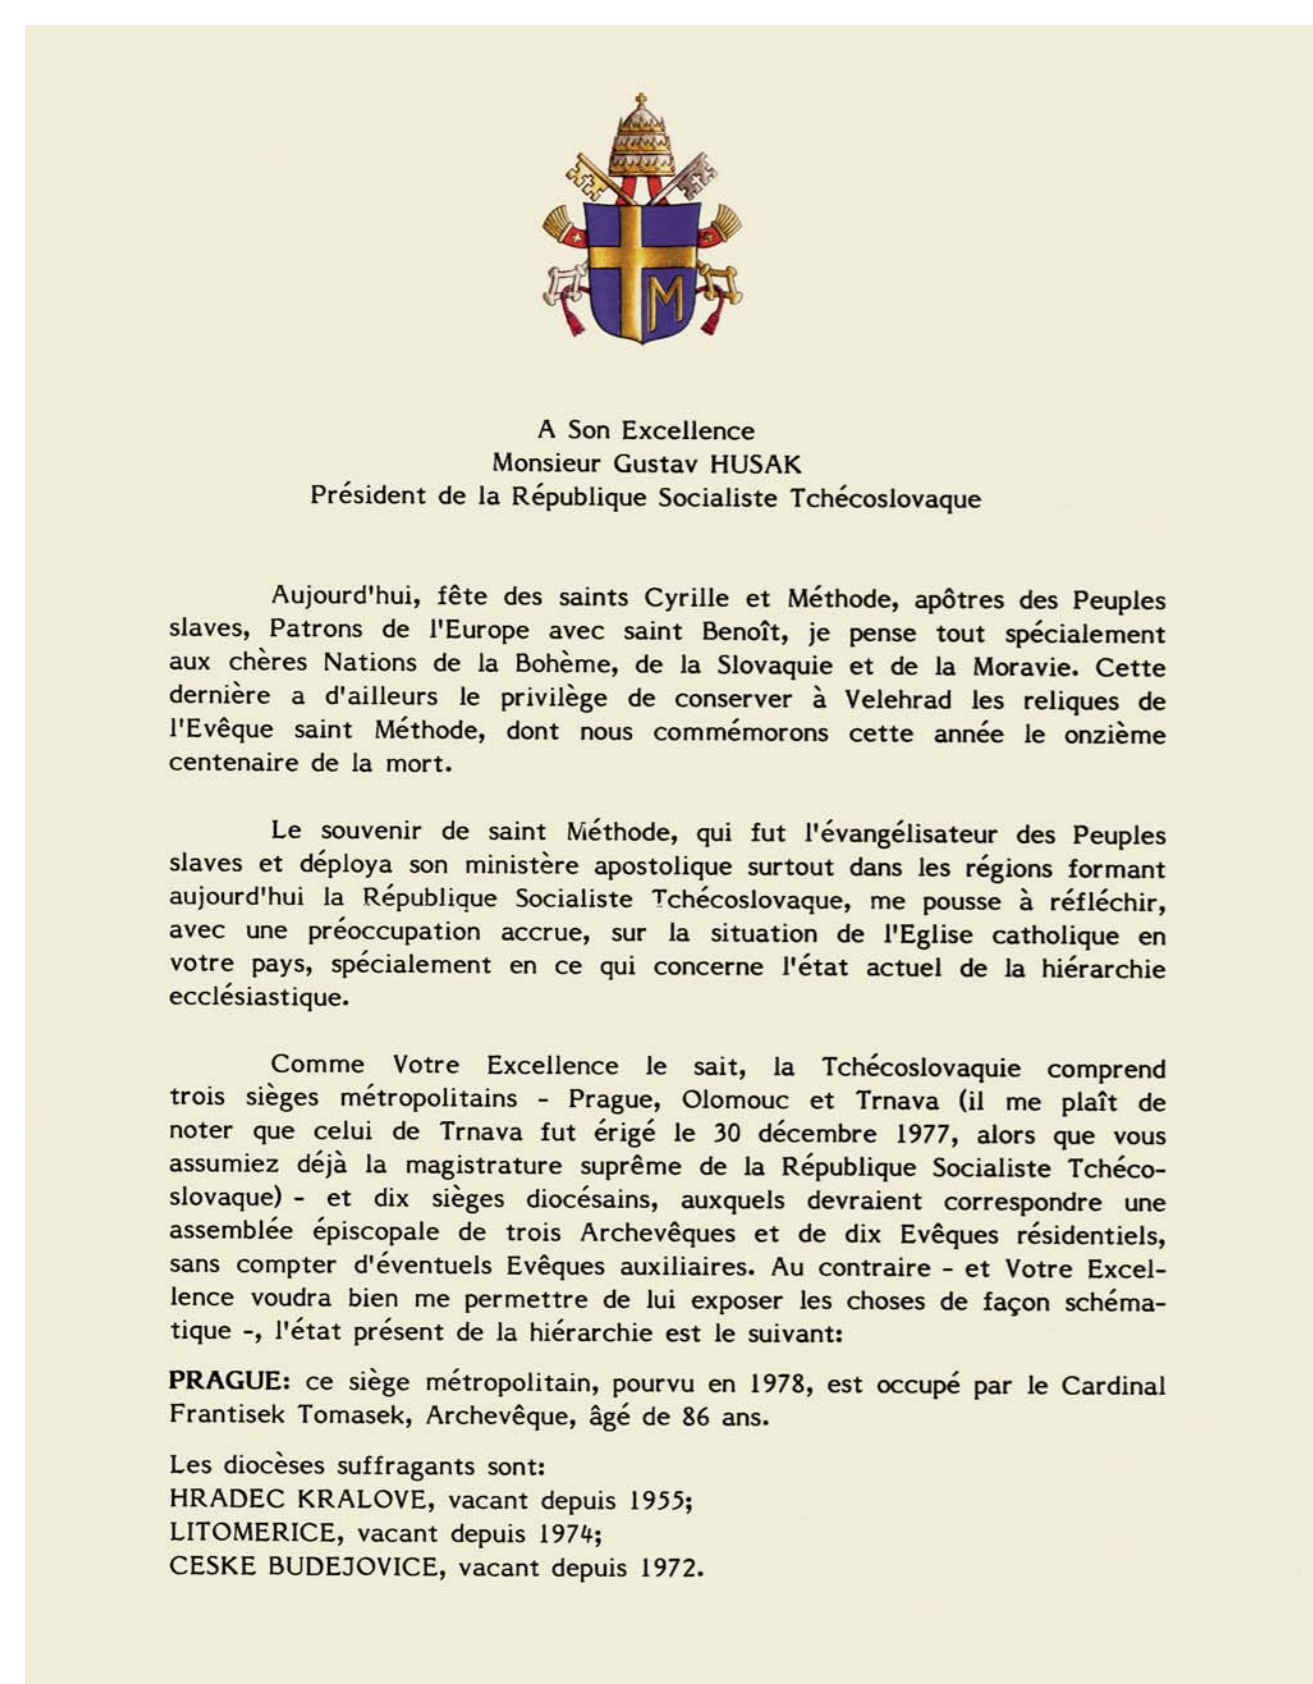 M
A Son Excellence
Monsieur Gustav HUSAK
Président de la République Socialiste Tchécoslovaque
Aujourd'hui, fête des saints Cyrille et Méthode, apôtres des Peuples
slaves, Patrons de l'Europe avec saint Benoît, je pense tout spécialement
aux chères Nations de la Bohème, de la Slovaquie et de la Moravie. Cette
dernière a d'ailleurs le privilège de conserver à Velehrad les reliques de
l'Evêque saint Méthode, dont nous commémorons cette année le onzième
centenaire de la mort.
Le souvenir de saint Méthode, qui fut l'évangélisateur des Peuples
slaves et déploya son ministère apostolique surtout dans les régions formant
aujourd'hui la République Socialiste Tchécoslovaque, me pousse à réfléchir,
avec une préoccupation accrue, sur la situation de l'Eglise catholique en
votre pays, spécialement en ce qui concerne l'état actuel de la hiérarchie
ecclésiastique.
Comme Votre Excellence le sait, la Tchécoslovaquie comprend
trois sièges métropolitains - Prague, Olomouc et Trnava (il me plaît de
noter que celui de Trnava fut érigé le 30 décembre 1977, alors que vous
assumiez déjà la magistrature suprême de la République Socialiste Tchéco-
slovaque) - et dix sièges diocésains, auxquels devraient correspondre une
assemblée épiscopale de trois Archevêques et de dix Evêques résidentiels,
sans compter d'éventuels Evêques auxiliaires. Au contraire - et Votre Excel-
lence voudra bien me permettre de lui exposer les choses de façon schéma-
tique -, l'état présent de la hiérarchie est le suivant:
PRAGUE: ce siège métropolitain, pourvu en 1978, est occupé par le Cardinal
Frantisek Tomasek, Archevêque, âgé de 86 ans.
Les diocèses suffragants sont:
HRADEC KRALOVE, vacant depuis 1955;
LITOMERICE, vacant depuis 1974;
CESKE BUDEJOVICE, vacant depuis 1972.